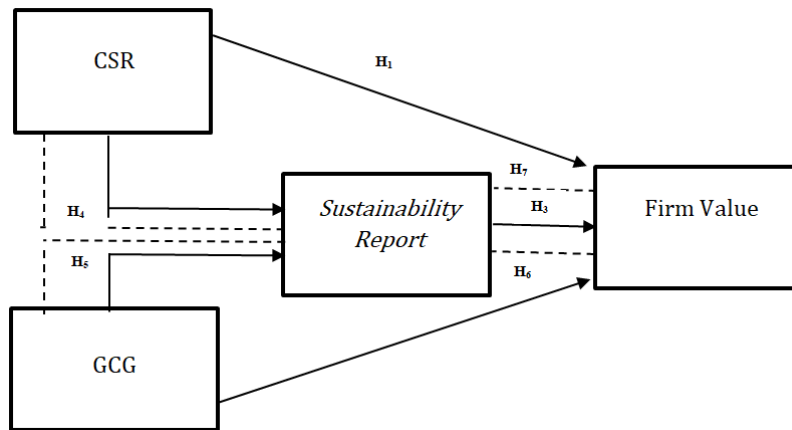 CSR
H1
H7
Sustainability
Report
H3
Firm Value
H4
H5
H6
GCG